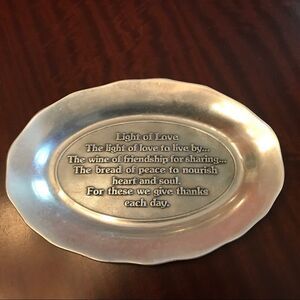 Light of Love
The light of love to live by...
The wine of friendship for sharing...
The bread of peace to nourish
heart and soul.
For these we give thanks
each day.